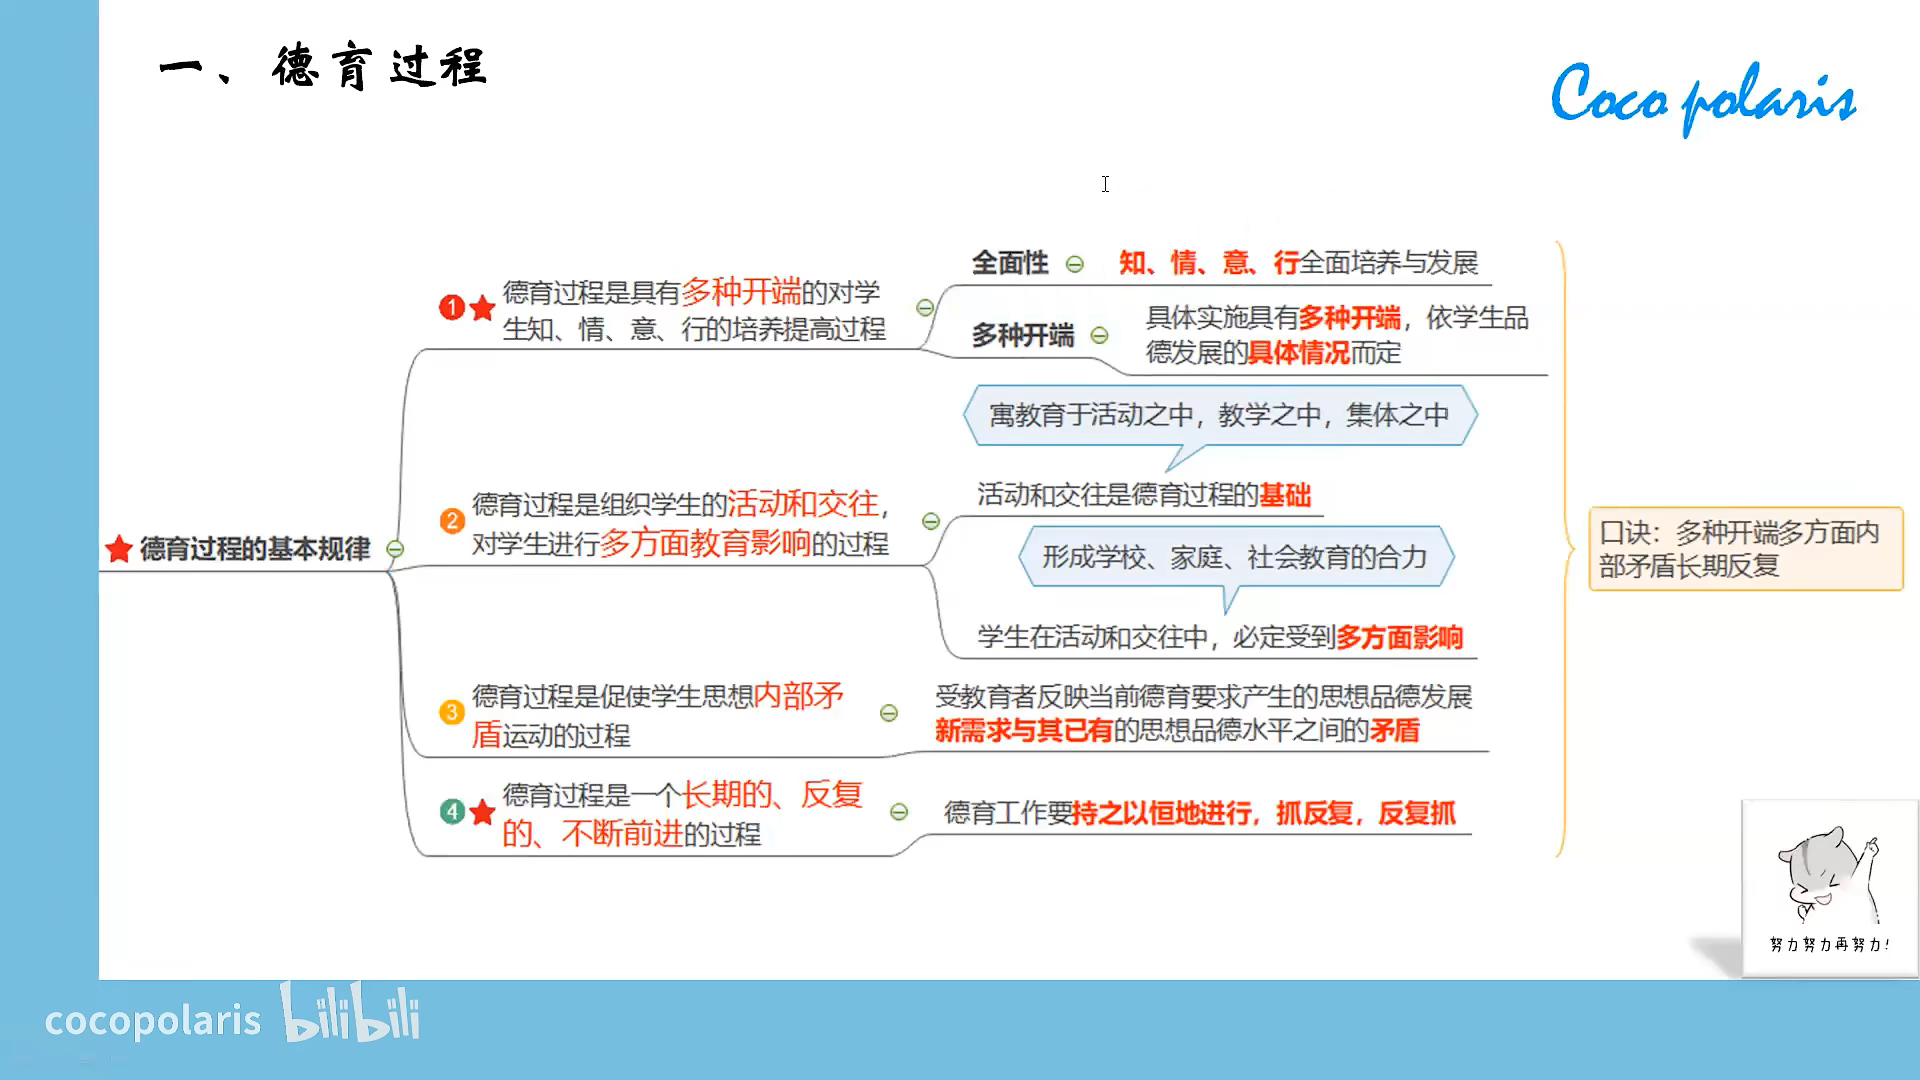 一、德育过程
Coco polaris
全面性
知、情、意、行全面培养与发展
1
德育过程是具有多种开端的对学
生知、情、意、行的培养提高过程
多种开端
具体实施具有多种开端，依学生品
德发展的具体情况而定
寓教育于活动之中，教学之中，集体之中
2
德育过程是组织学生的活动和交往，
对学生进行多方面教育影响的过程
活动和交往是德育过程的基础
德育过程的基本规律
形成学校、家庭、社会教育的合力
口诀：多种开端多方面内
部矛盾长期反复
学生在活动和交往中，必定受到多方面影响
3
德育过程是促使学生思想内部矛
盾运动的过程
受教育者反映当前德育要求产生的思想品德发展
新需求与其已有的思想品德水平之间的矛盾
4
德育过程是一个长期的、反复
的、不断前进的过程
德育工作要持之以恒地进行，抓反复，反复抓
努力努力再努力！
cocopolaris bilibili